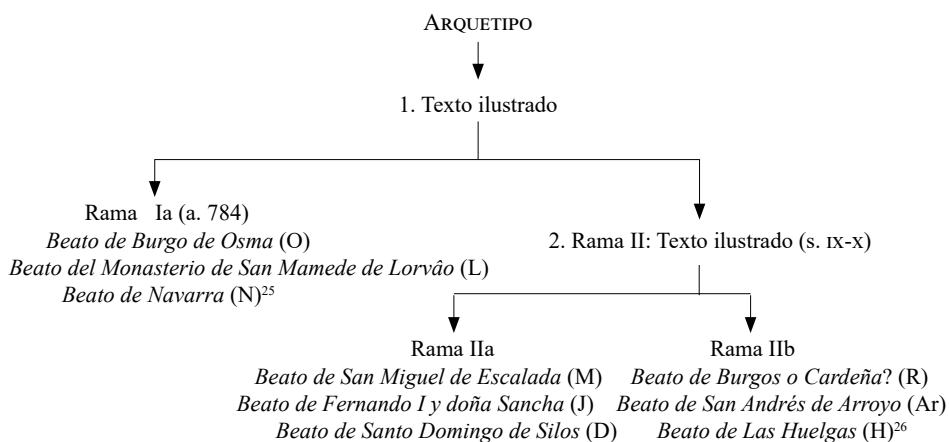 ARQUETIPO
1. Texto ilustrado
Rama Ia (a. 784)
Beato de Burgo de Osma (O)
Beato del Monasterio de San Mamede de Lorvâo (L)
Beato de Navarra (N)25
2. Rama II: Texto ilustrado (s. IX-X)
Rama IIa
Beato de San Miguel de Escalada (M)
Beato de Fernando I y doña Sancha (J)
Beato de Santo Domingo de Silos (D)
Rama IIb
Beato de Burgos o Cardeña? (R)
Beato de San Andrés de Arroyo (Ar)
Beato de Las Huelgas (H)26